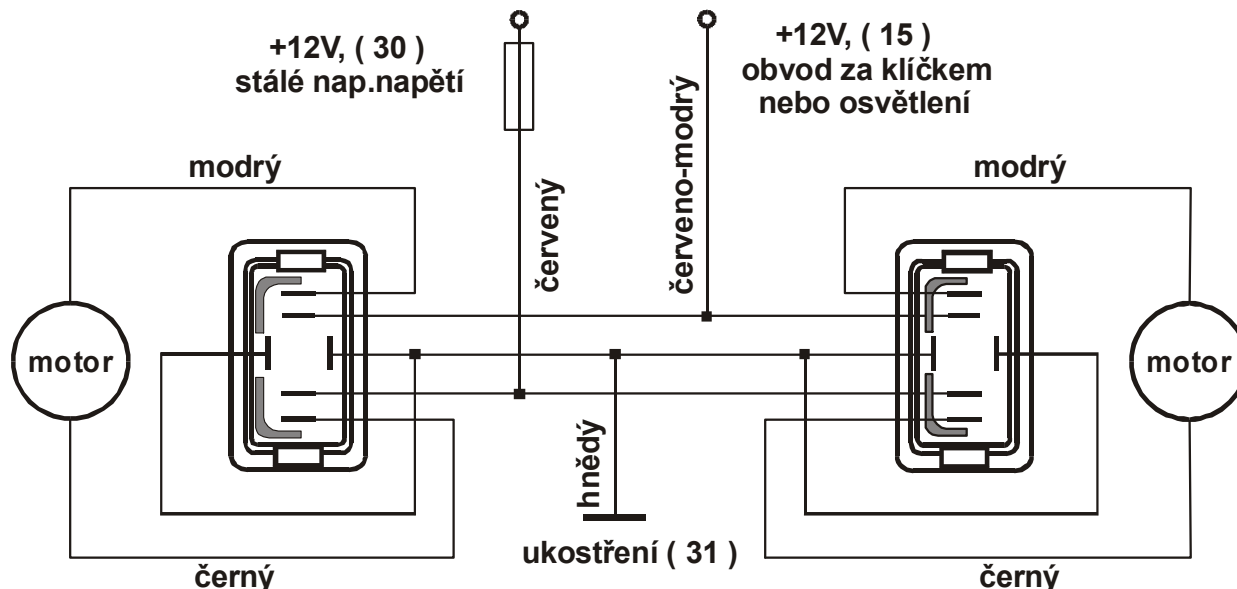 +12V, ( 30 )
stálé nap.napětí
+12V, ( 15 )
obvod za klíčkem
nebo osvětlení
modrý
červený
červeno-modrý
modrý
motor
motor
hnědý
ukostření ( 31 )
černý
černý